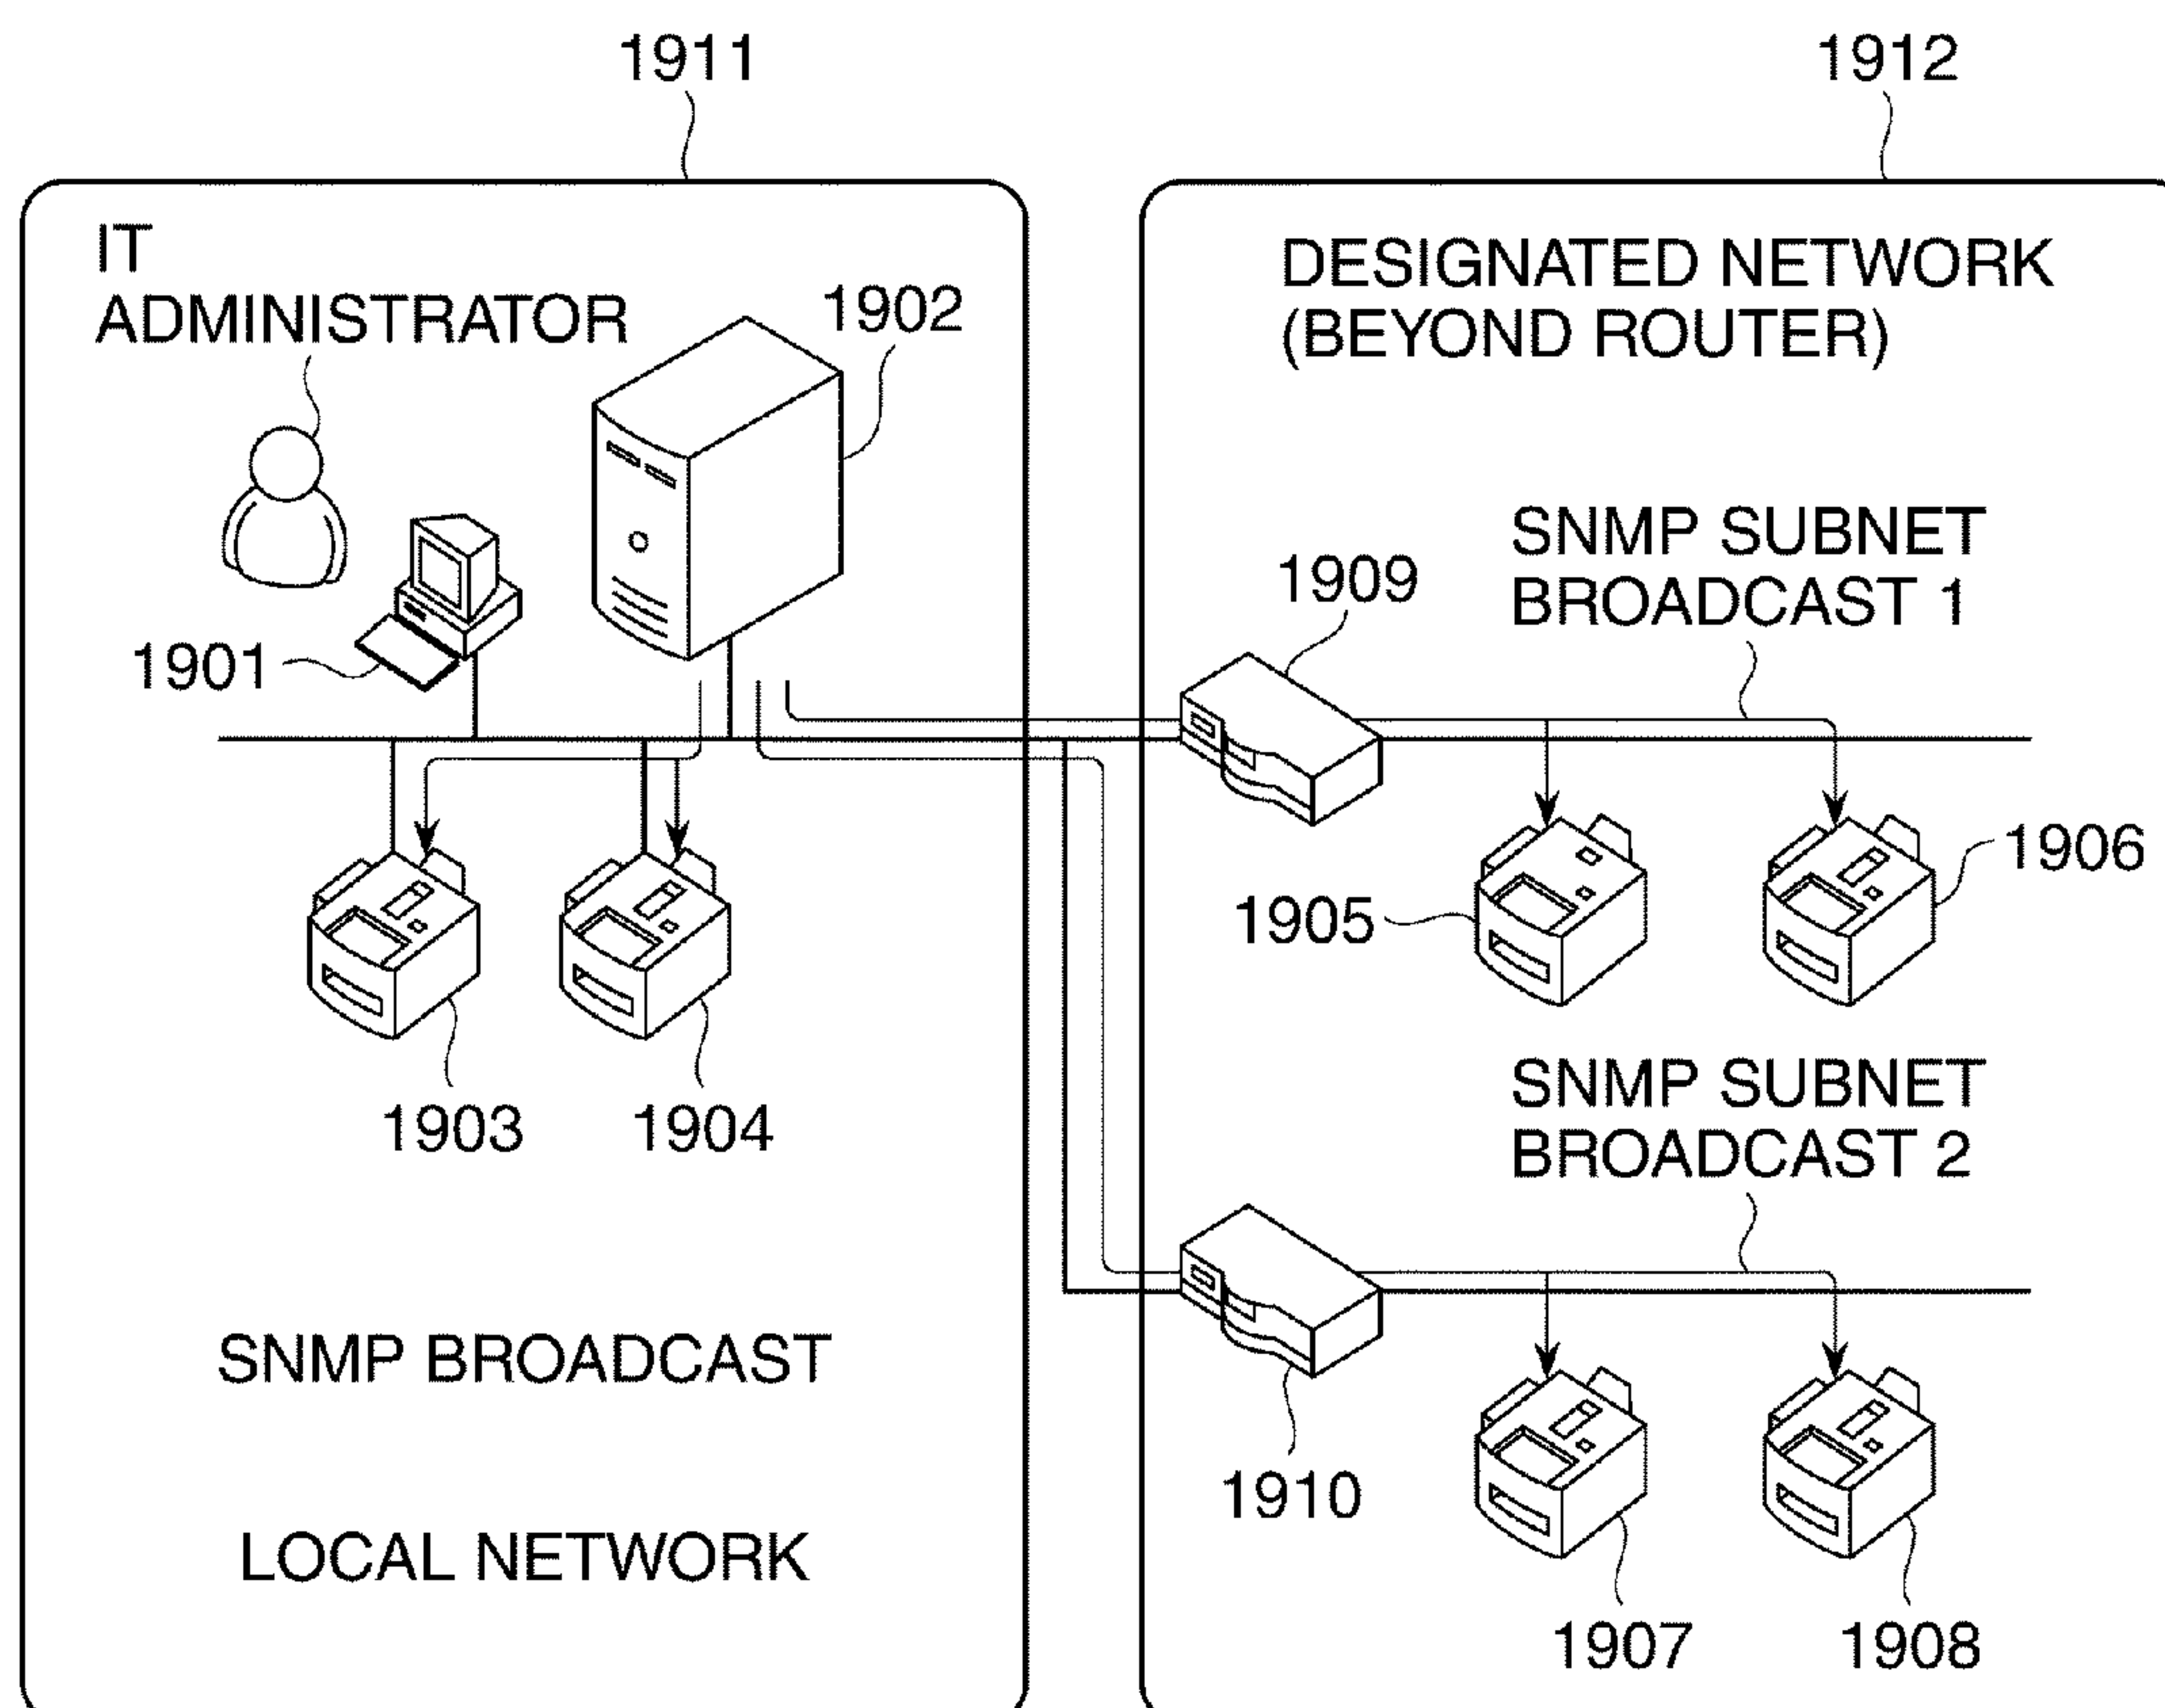 1911
1912
IT
ADMINISTRATOR
1902
DESIGNATED NETWORK
(BEYOND ROUTER)
SNMP SUBNET
BROADCAST 1
1909
1901
1906
1905
1903
1904
SNMP SUBNET
BROADCAST 2
SNMP BROADCAST
1910
LOCAL NETWORK
1907
1908